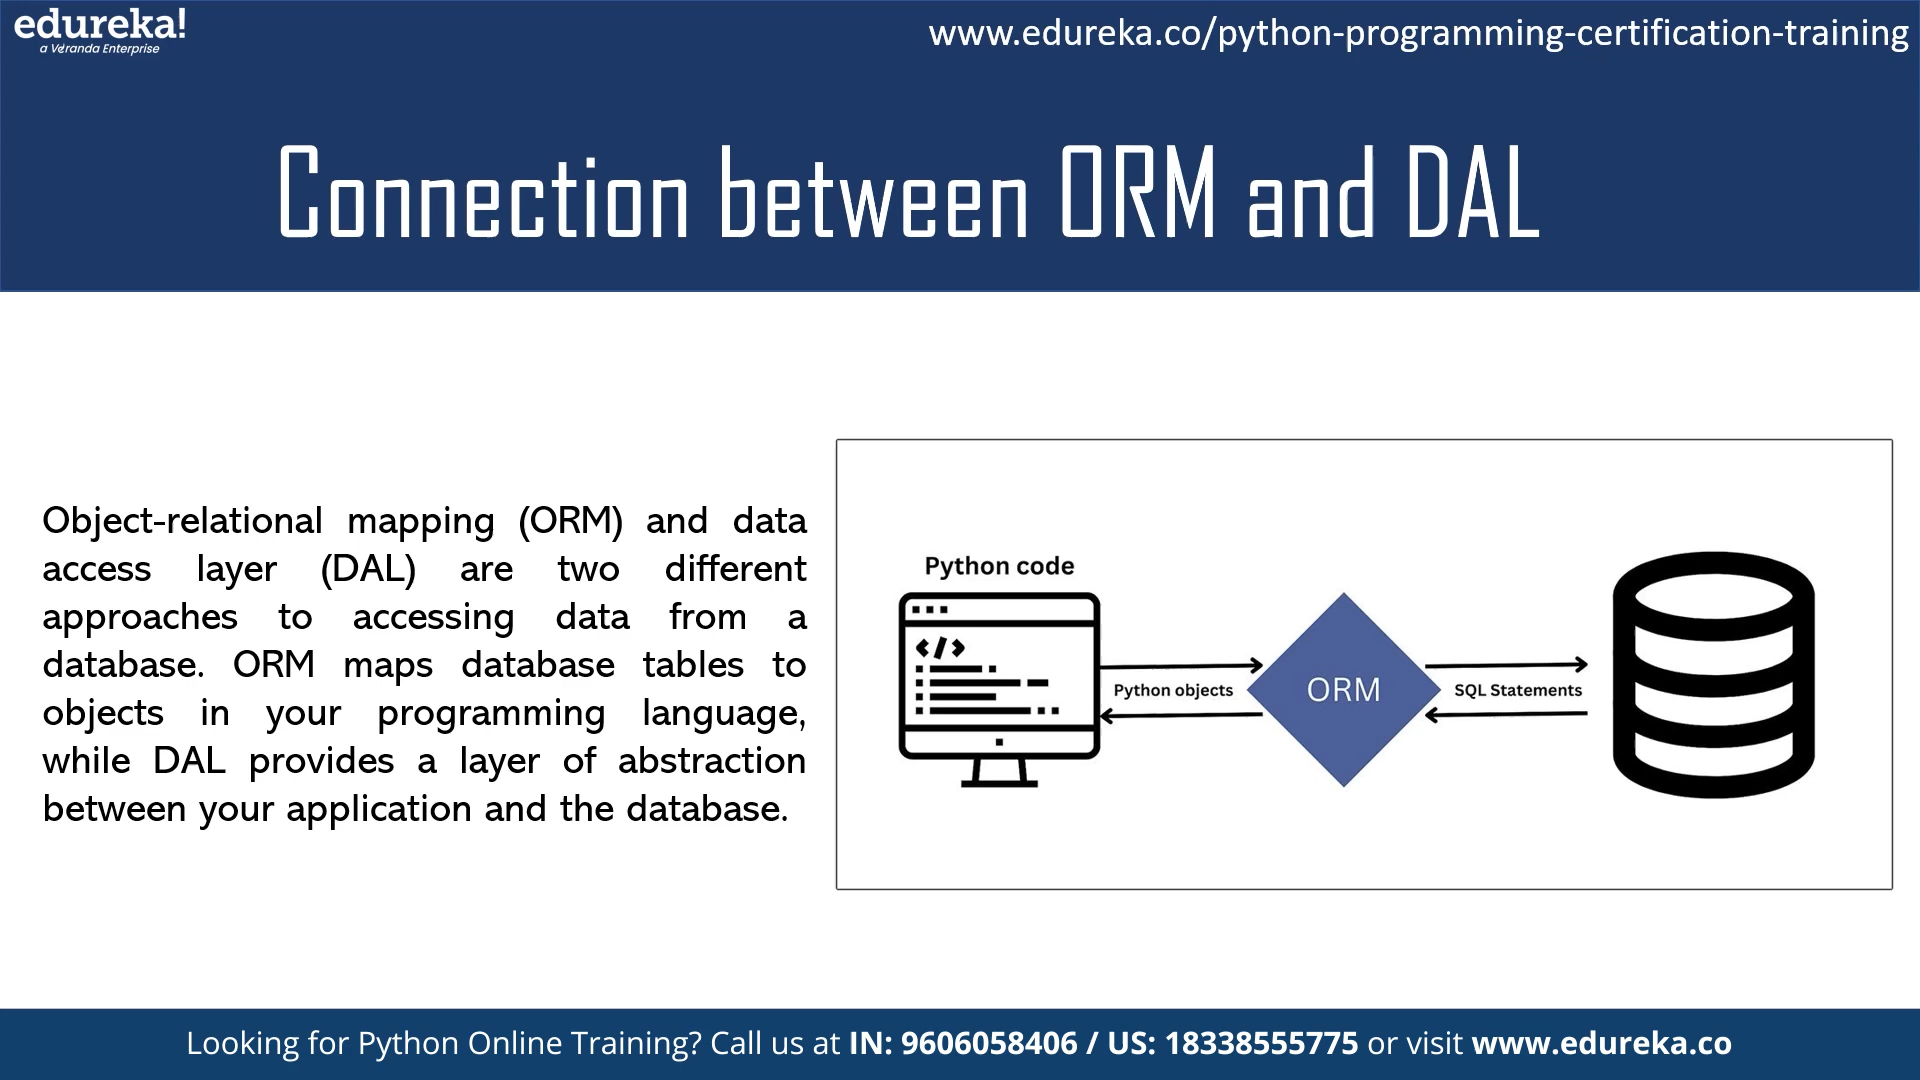 edureka!
a Veranda Enterprise
www.edureka.co/python-programming-certification-training
Connection between ORM and DAL
Object-relational mapping (ORM) and data
access layer (DAL) are two different
approaches to accessing data from a
database. ORM maps database tables to
objects in your programming language,
while DAL provides a layer of abstraction
between your application and the database.
Python code
</>
Python objects
ORM
SQL Statements
Looking for Python Online Training? Call us at IN: 9606058406 / US: 18338555775 or visit www.edureka.co